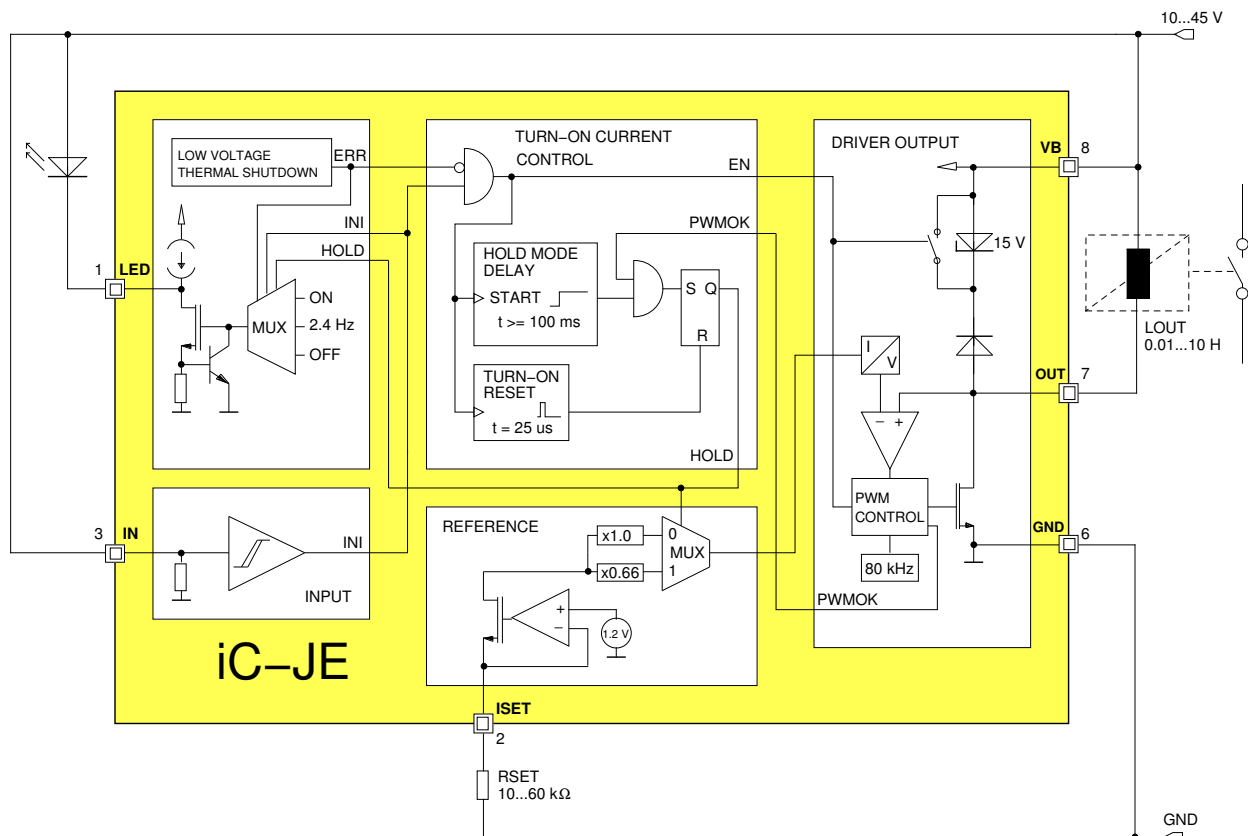 10...45 V
TURN−ON CURRENT
CONTROL
DRIVER OUTPUT
LOW VOLTAGE
THERMAL SHUTDOWN
ERR
EN
VB
8
INI
PWMOK
HOLD
HOLD MODE
DELAY
START
t >= 100 ms
S Q
R
15 V
1
LED
MUX
ON
2.4 Hz
OFF
LOUT
0.01...10 H
I
V
TURN−ON
RESET
t = 25 us
OUT
7
− +
HOLD
PWM
CONTROL
80 kHz
GND
6
3
IN
INI
INPUT
REFERENCE
x1.0
x0.66
0
MUX
1
PWMOK
+
−
1.2 V
iC−JE
ISET
2
RSET
10...60 kΩ
GND